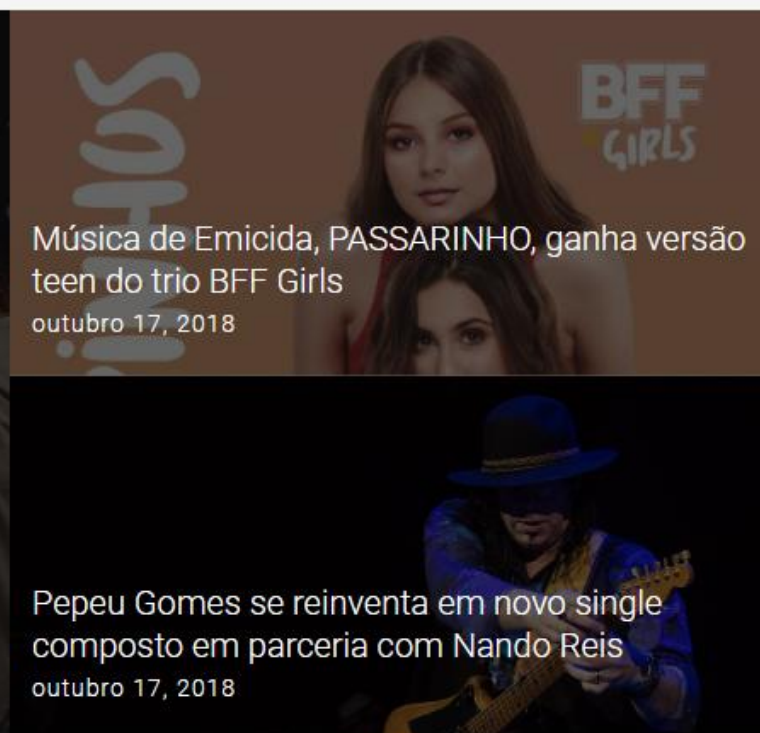 BFF
GIRLS
Música de Emicida, PASSARINHO, ganha versão
teen do trio BFF Girls
outubro 17, 2018
Pepeu Gomes se reinventa em novo single
composto em parceria com Nando Reis
outubro 17, 2018